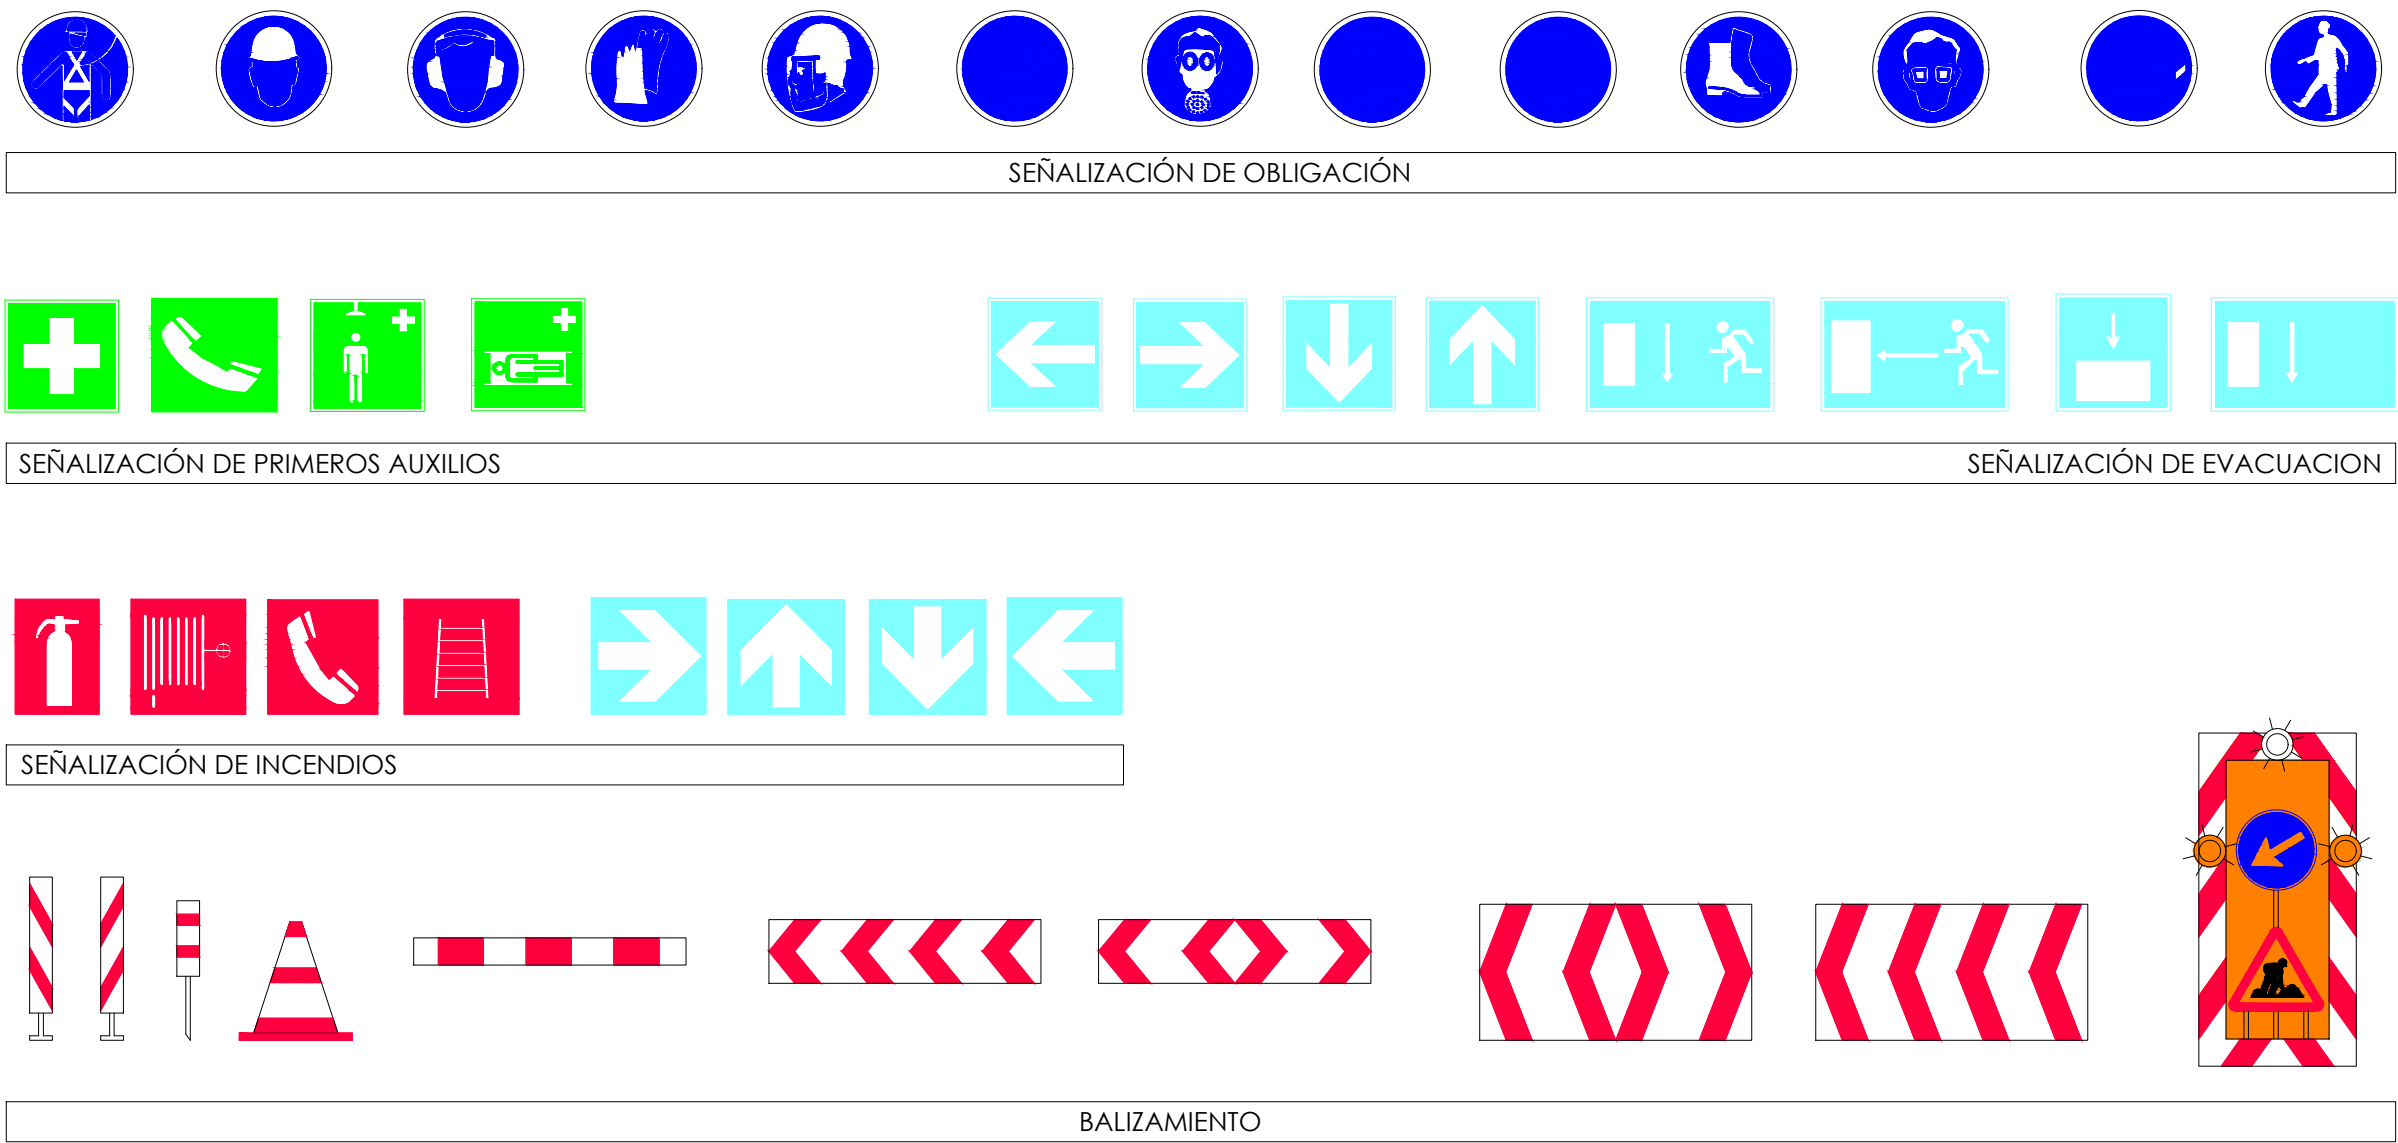 SEÑALIZACIÓN DE OBLIGACIÓN
SEÑALIZACIÓN DE PRIMEROS AUXILIOS
SEÑALIZACIÓN DE EVACUACION
SEÑALIZACIÓN DE INCENDIOS
BALIZAMIENTO